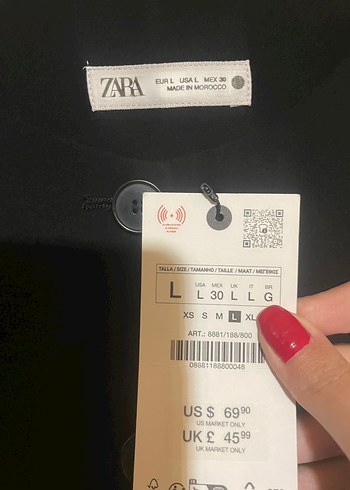 ZARA
EUR L USA L MEX 30
MADE IN MOROCCO
TALLA / SIZE / TAMANHO / TAILLE / MAAT / ΜΕΓΕΘΟΣ
USA MEX UK IT BR
L L 30 L L G
XS S M L XL
ART.: 8881/188/800
08881188800048
US $ 69.90
US MARKET ONLY
UK £ 45.99
UK MARKET ONLY